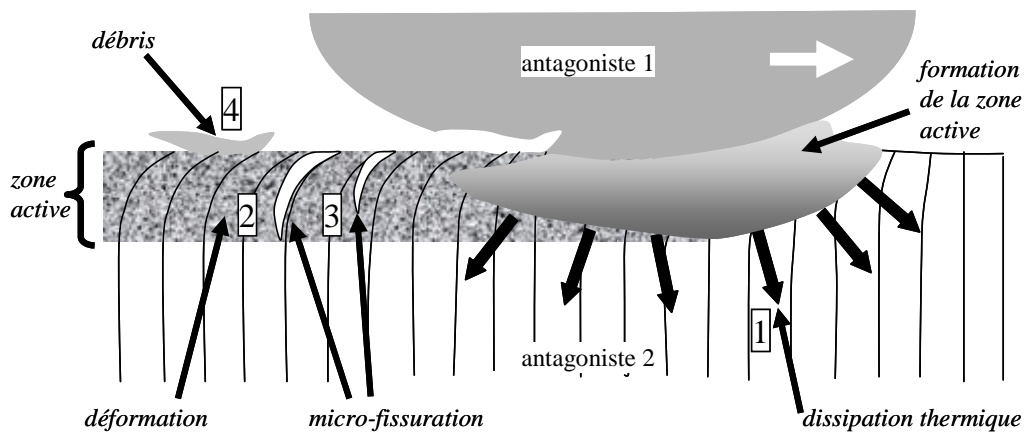 débris
antagoniste 1
formation
de la zone
active
4
zone
active
2
3
1
antagoniste 2
déformation
micro-fissuration
dissipation thermique